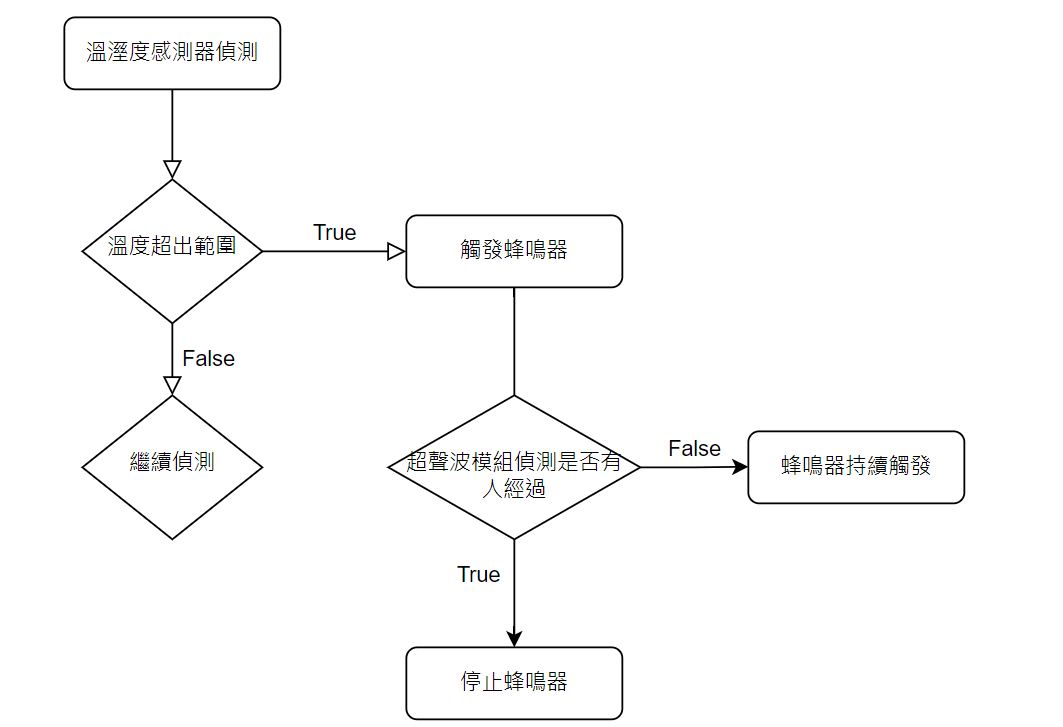 溫溼度感測器偵測
溫度超出範圍
True
觸發蜂鳴器
False
繼續偵測
超聲波模組偵測是否有
人經過
False
蜂鳴器持續觸發
True
停止蜂鳴器